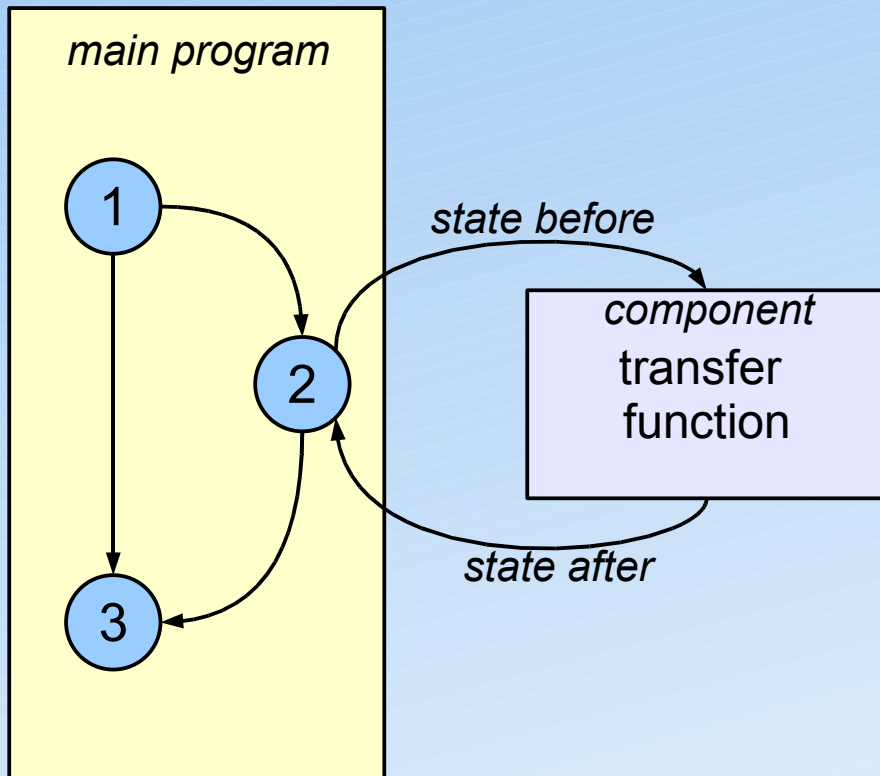 main program
1
state before
component
transfer
function
2
state after
3